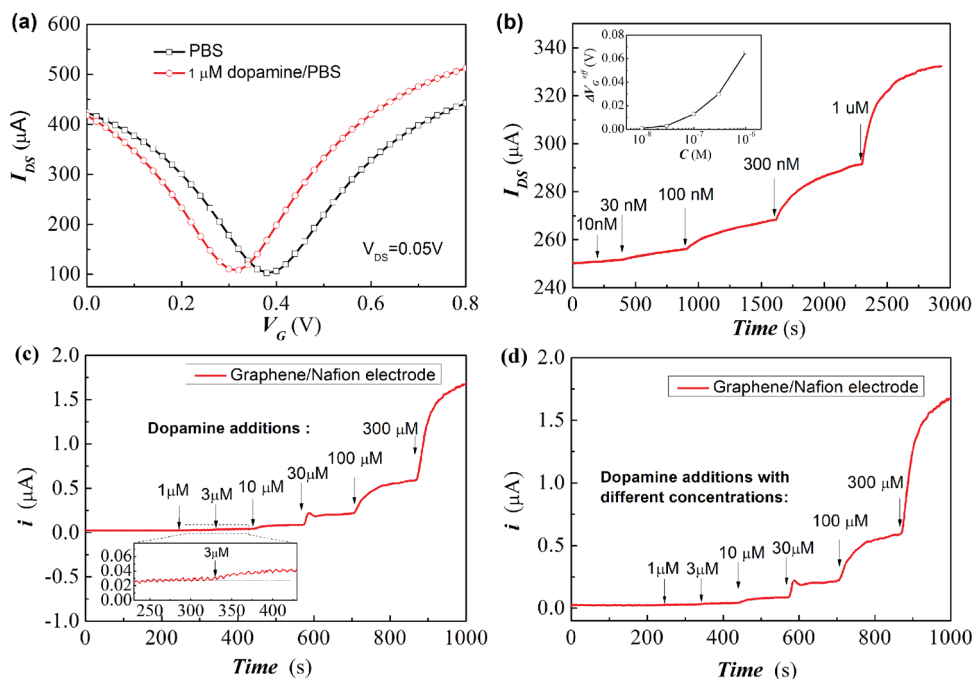 (a)
PBS
1 μM dopamine/PBS
V_DS=0.05V
I_DS (μA)
500
400
300
200
100
0.0 0.2 0.4 0.6 0.8
V_G (V)
(b)
340
320
300
280
260
240
I_DS (μA)
0.08
0.06
0.04
0.02
0.00
ΔV_G^eff (V)
10^-8 10^-7 10^-6
C (M)
10nM
30 nM
100 nM
300 nM
1 uM
0 500 1000 1500 2000 2500 3000
Time (s)
(c)
Graphene/Nafion electrode
Dopamine additions :
2.0
1.5
1.0
0.5
0.0
-0.5
-1.0
i (μA)
1μM
3μM
10 μM
30μM
100 μM
300 μM
3μM
0.06
0.04
0.02
0.00
250 300 350 400
0 200 400 600 800 1000
Time (s)
(d)
Graphene/Nafion electrode
Dopamine additions with
different concentrations:
2.0
1.5
1.0
0.5
0.0
i (μA)
1μM
3μM
10 μM
30μM
100 μM
300 μM
0 200 400 600 800 1000
Time (s)